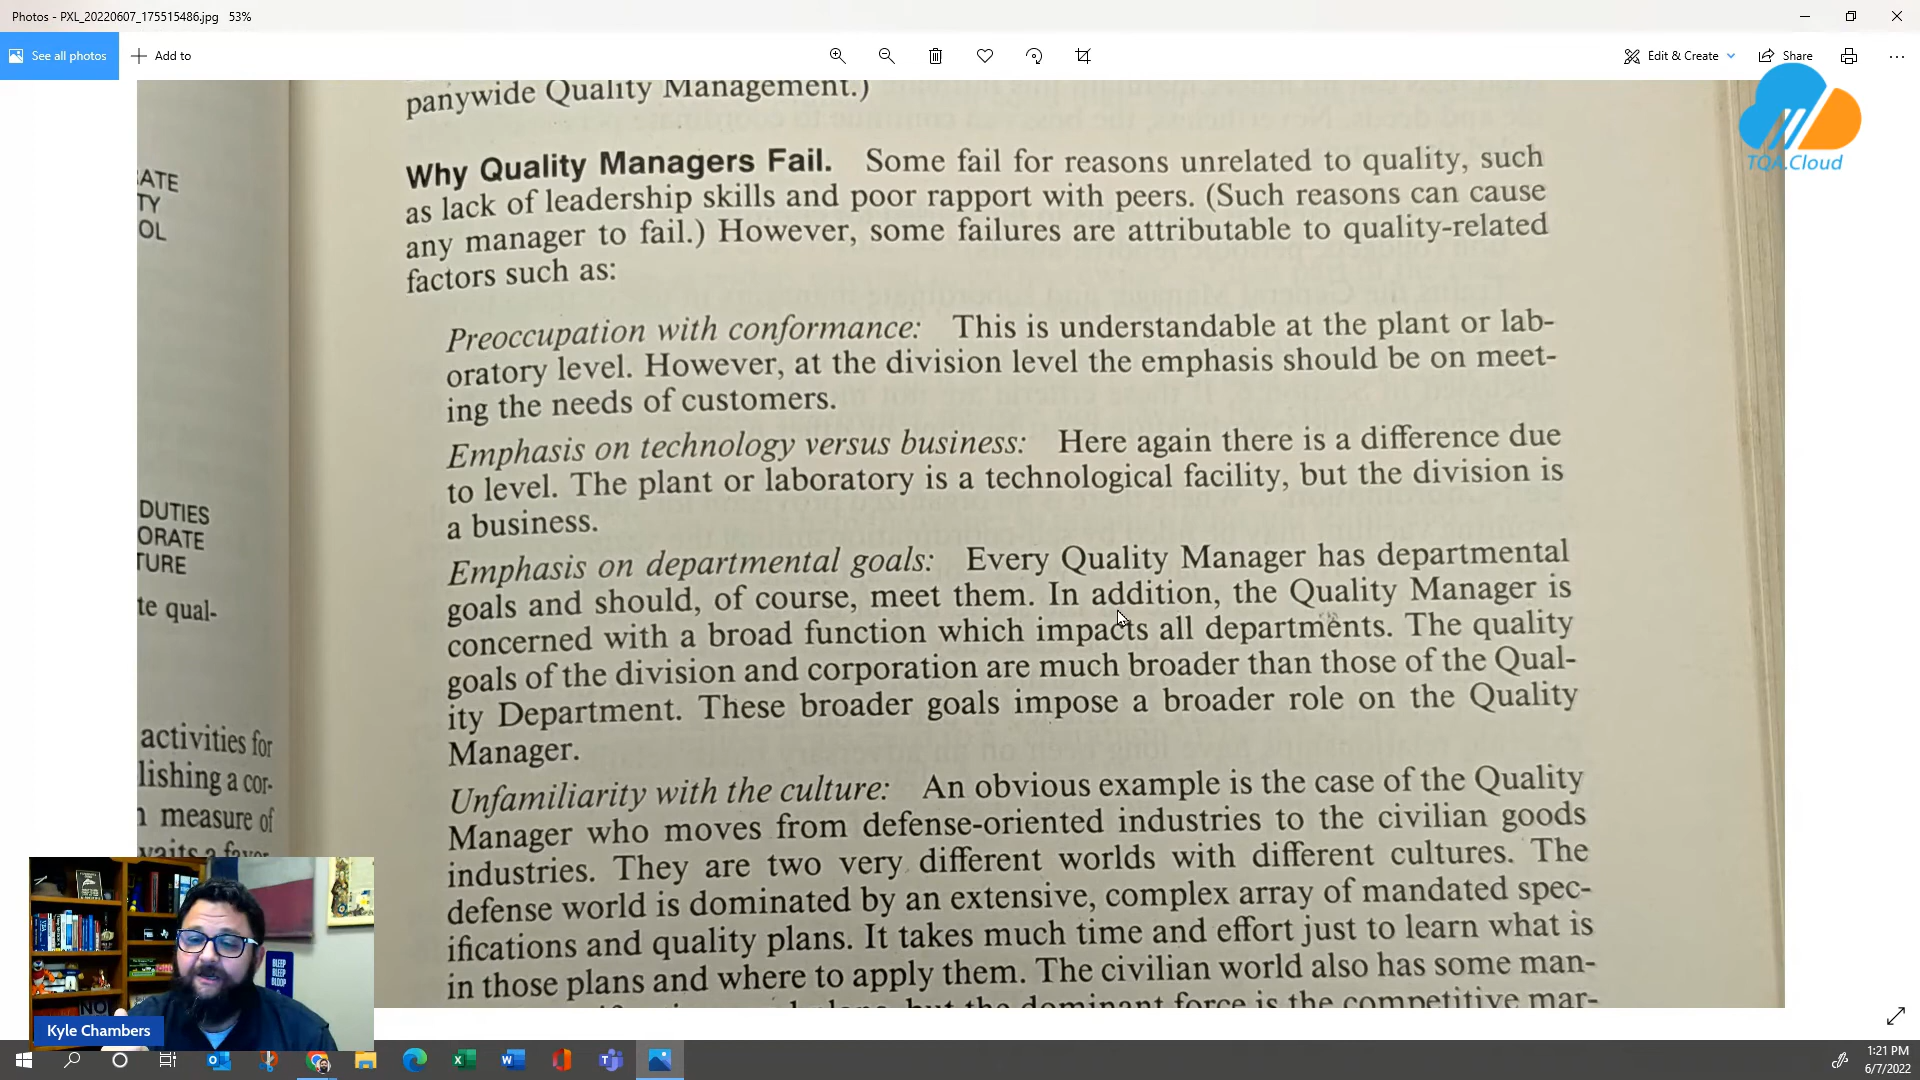 Photos - PXL_20220607_175515486.jpg 53%
See all photos
Add to
Edit & Create
Share
TQA.Cloud
panywide Quality Management.)
Why Quality Managers Fail. Some fail for reasons unrelated to quality, such
as lack of leadership skills and poor rapport with peers. (Such reasons can cause
any manager to fail.) However, some failures are attributable to quality-related
factors such as:
Preoccupation with conformance: This is understandable at the plant or lab-
oratory level. However, at the division level the emphasis should be on meet-
ing the needs of customers.
Emphasis on technology versus business: Here again there is a difference due
to level. The plant or laboratory is a technological facility, but the division is
a business.
Emphasis on departmental goals: Every Quality Manager has departmental
goals and should, of course, meet them. In addition, the Quality Manager is
concerned with a broad function which impacts all departments. The quality
goals of the division and corporation are much broader than those of the Qual-
ity Department. These broader goals impose a broader role on the Quality
Manager.
Unfamiliarity with the culture: An obvious example is the case of the Quality
Manager who moves from defense-oriented industries to the civilian goods
industries. They are two very different worlds with different cultures. The
defense world is dominated by an extensive, complex array of mandated spec-
ifications and quality plans. It takes much time and effort just to learn what is
in those plans and where to apply them. The civilian world also has some man-
but the dominant force is the competitive mar-
ATE
TY
OL
DUTIES
ORATE
TURE
te qual-
activities for
lishing a cor-
measure of
BLEEP
BLEEP
BLOOP
NO
Kyle Chambers
1:21 PM
6/7/2022